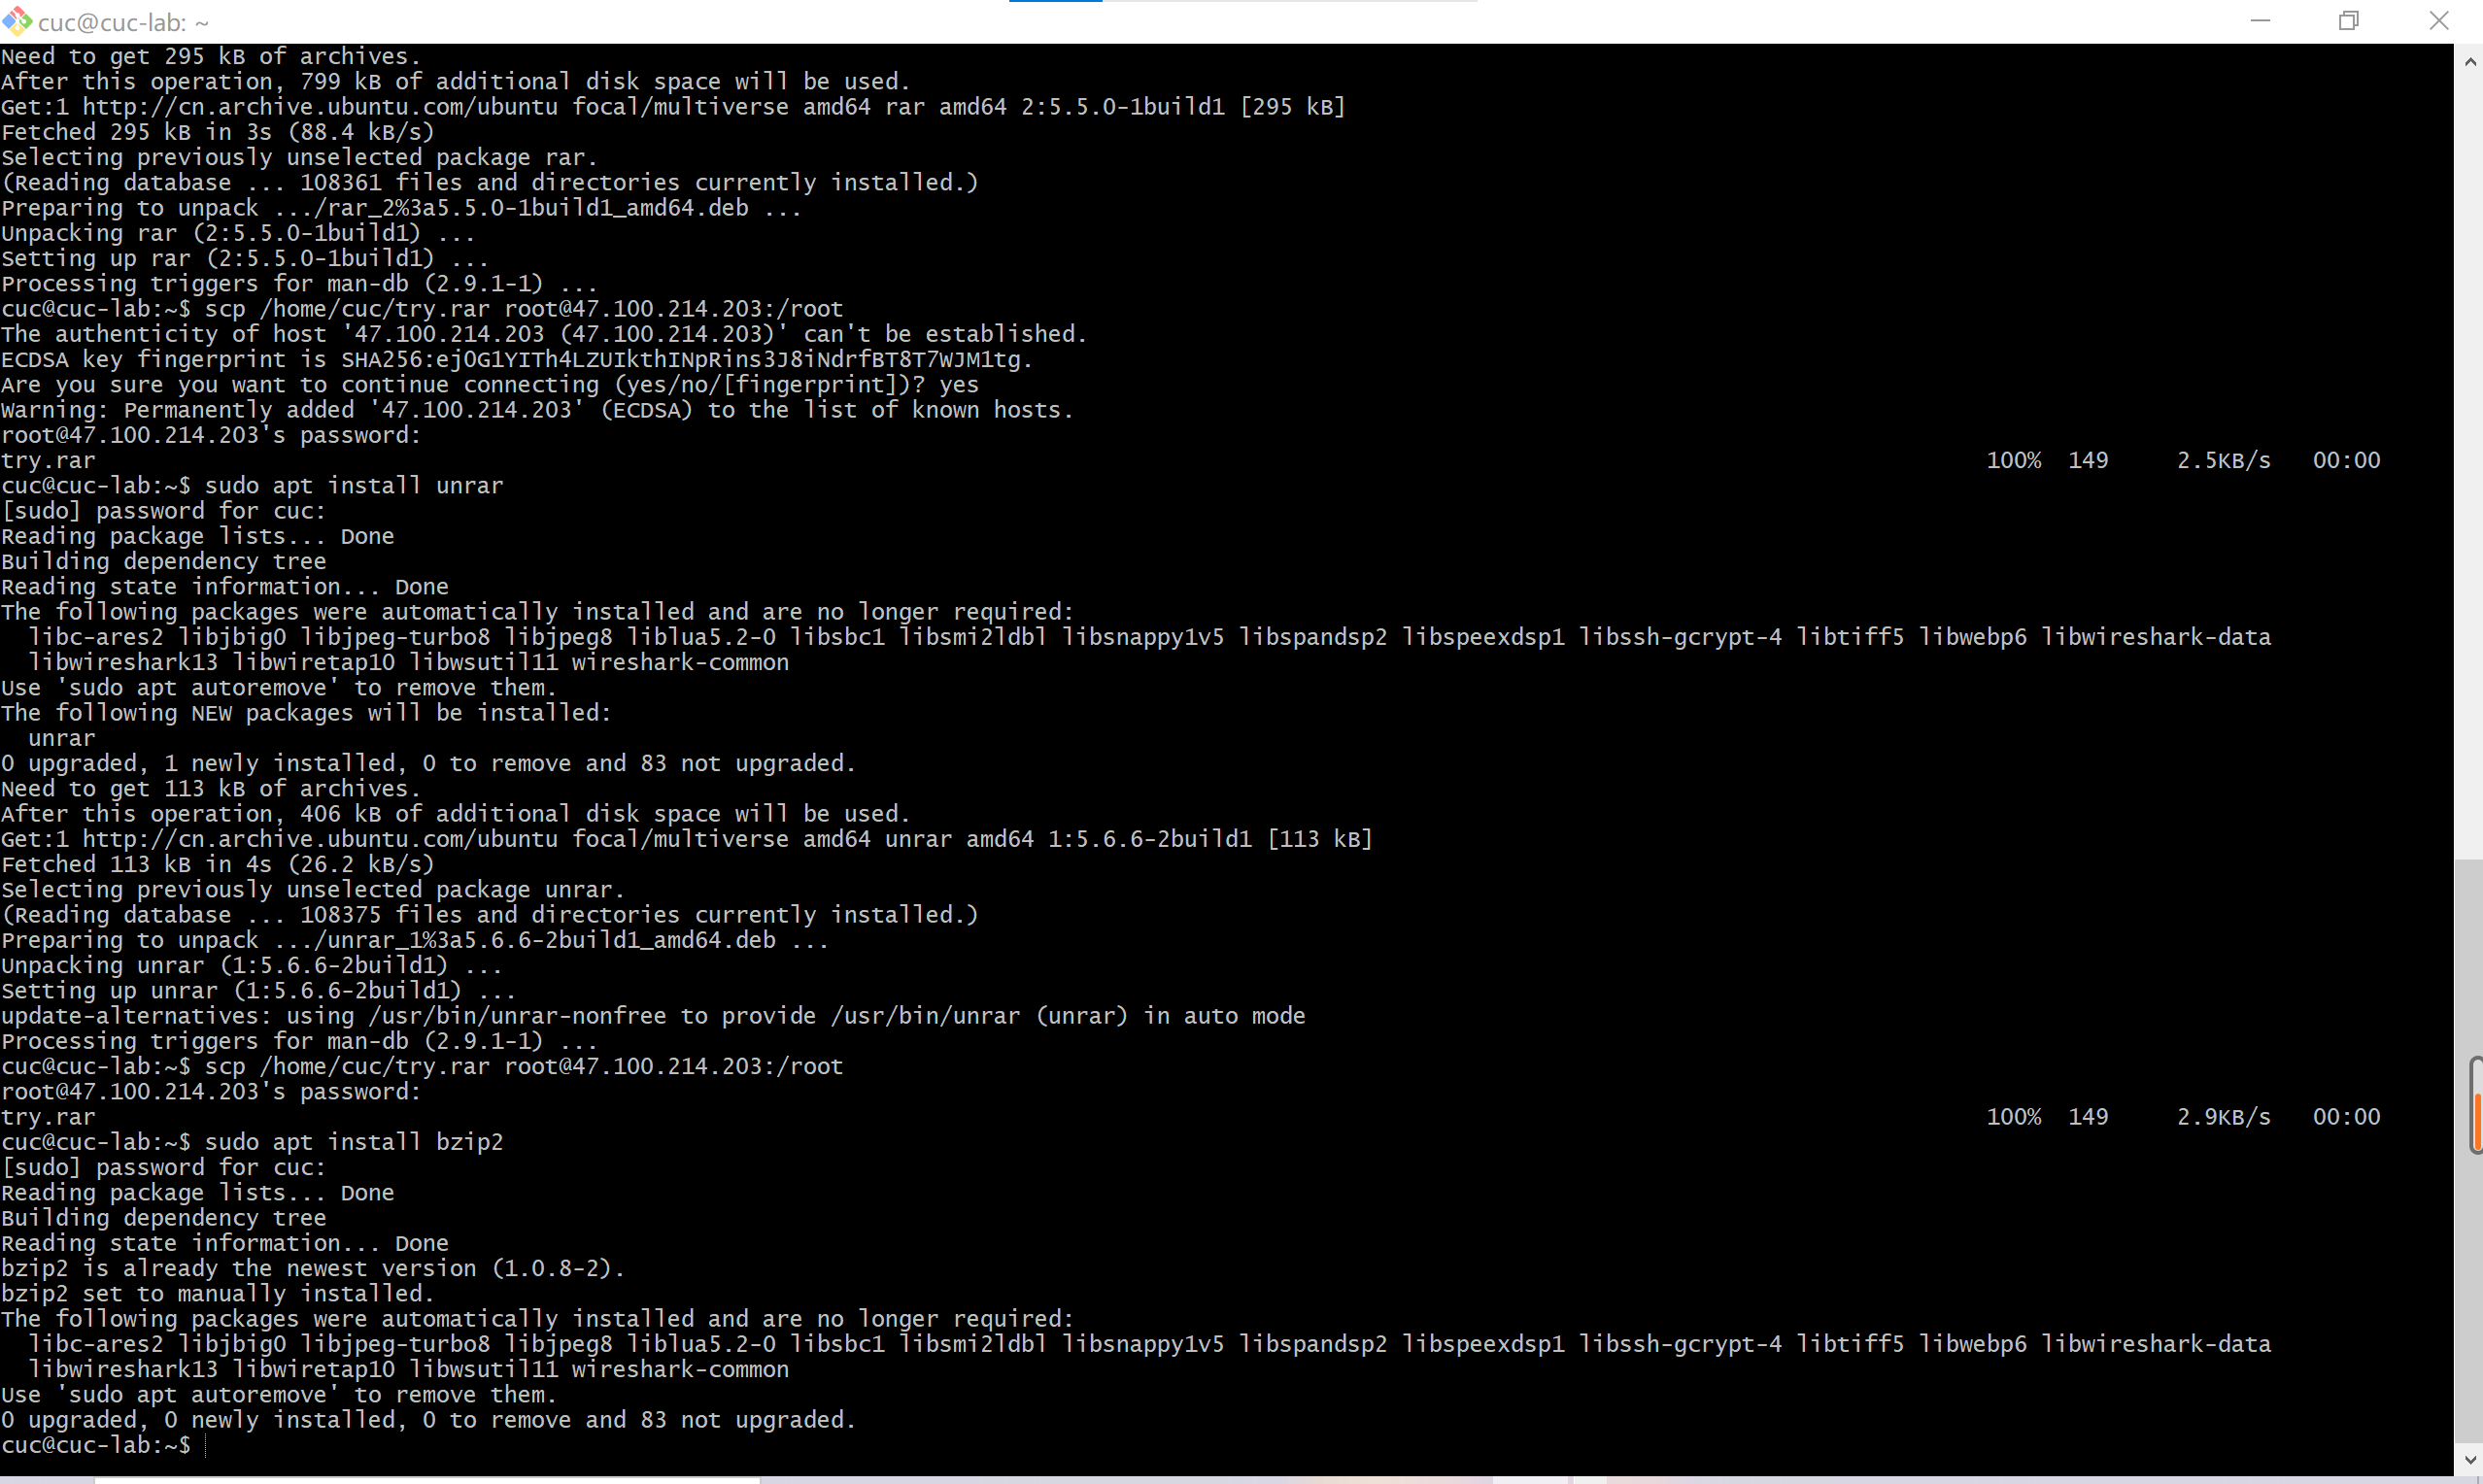 cuc@cuc-lab: ~
Need to get 295 kB of archives.
After this operation, 799 kB of additional disk space will be used.
Get:1 http://cn.archive.ubuntu.com/ubuntu focal/multiverse amd64 rar amd64 2:5.5.0-1build1 [295 kB]
Fetched 295 kB in 3s (88.4 kB/s)
Selecting previously unselected package rar.
(Reading database ... 108361 files and directories currently installed.)
Preparing to unpack .../rar_2%3a5.5.0-1build1_amd64.deb ...
Unpacking rar (2:5.5.0-1build1) ...
Setting up rar (2:5.5.0-1build1) ...
Processing triggers for man-db (2.9.1-1) ...
cuc@cuc-lab:~$ scp /home/cuc/try.rar root@47.100.214.203:/root
The authenticity of host '47.100.214.203 (47.100.214.203)' can't be established.
ECDSA key fingerprint is SHA256:ej0G1YITh4LZUIkthINpRins3J8iNdrfBT8T7WJM1tg.
Are you sure you want to continue connecting (yes/no/[fingerprint])? yes
Warning: Permanently added '47.100.214.203' (ECDSA) to the list of known hosts.
root@47.100.214.203's password:
try.rar 100% 149 2.5KB/s 00:00
cuc@cuc-lab:~$ sudo apt install unrar
[sudo] password for cuc:
Reading package lists... Done
Building dependency tree
Reading state information... Done
The following packages were automatically installed and are no longer required:
libc-ares2 libjbig0 libjpeg-turbo8 libjpeg8 liblua5.2-0 libsbc1 libsmi2ldbl libsnappy1v5 libspandsp2 libspeexdsp1 libssh-gcrypt-4 libtiff5 libwebp6 libwireshark-data
libwireshark13 libwiretap10 libwsutil11 wireshark-common
Use 'sudo apt autoremove' to remove them.
The following NEW packages will be installed:
unrar
0 upgraded, 1 newly installed, 0 to remove and 83 not upgraded.
Need to get 113 kB of archives.
After this operation, 406 kB of additional disk space will be used.
Get:1 http://cn.archive.ubuntu.com/ubuntu focal/multiverse amd64 unrar amd64 1:5.6.6-2build1 [113 kB]
Fetched 113 kB in 4s (26.2 kB/s)
Selecting previously unselected package unrar.
(Reading database ... 108375 files and directories currently installed.)
Preparing to unpack .../unrar_1%3a5.6.6-2build1_amd64.deb ...
Unpacking unrar (1:5.6.6-2build1) ...
Setting up unrar (1:5.6.6-2build1) ...
update-alternatives: using /usr/bin/unrar-nonfree to provide /usr/bin/unrar (unrar) in auto mode
Processing triggers for man-db (2.9.1-1) ...
cuc@cuc-lab:~$ scp /home/cuc/try.rar root@47.100.214.203:/root
root@47.100.214.203's password:
try.rar 100% 149 2.9KB/s 00:00
cuc@cuc-lab:~$ sudo apt install bzip2
[sudo] password for cuc:
Reading package lists... Done
Building dependency tree
Reading state information... Done
bzip2 is already the newest version (1.0.8-2).
bzip2 set to manually installed.
The following packages were automatically installed and are no longer required:
libc-ares2 libjbig0 libjpeg-turbo8 libjpeg8 liblua5.2-0 libsbc1 libsmi2ldbl libsnappy1v5 libspandsp2 libspeexdsp1 libssh-gcrypt-4 libtiff5 libwebp6 libwireshark-data
libwireshark13 libwiretap10 libwsutil11 wireshark-common
Use 'sudo apt autoremove' to remove them.
0 upgraded, 0 newly installed, 0 to remove and 83 not upgraded.
cuc@cuc-lab:~$